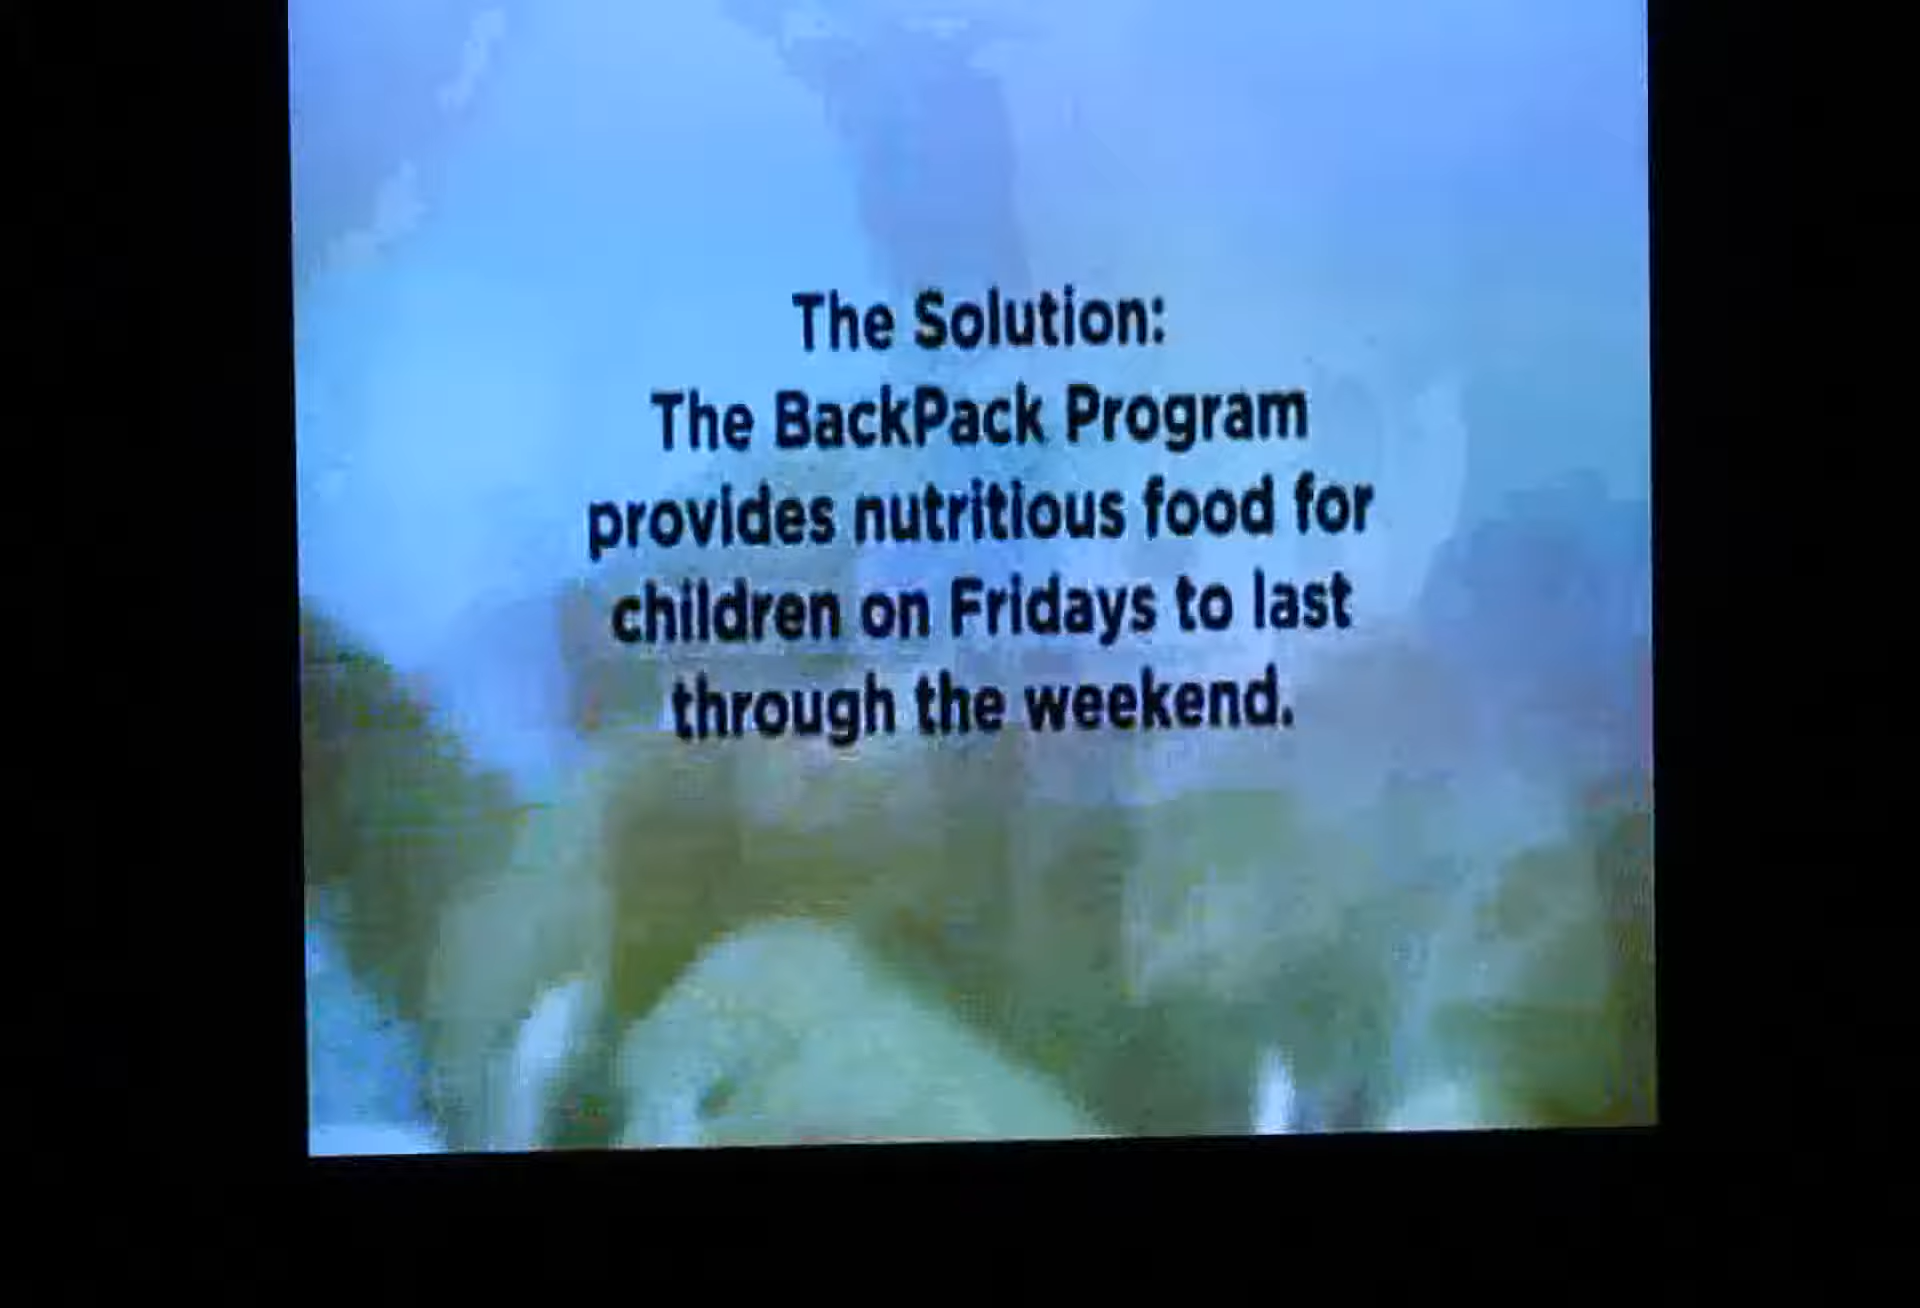 The Solution:
The BackPack Program
provides nutritious food for
children on Fridays to last
through the weekend.